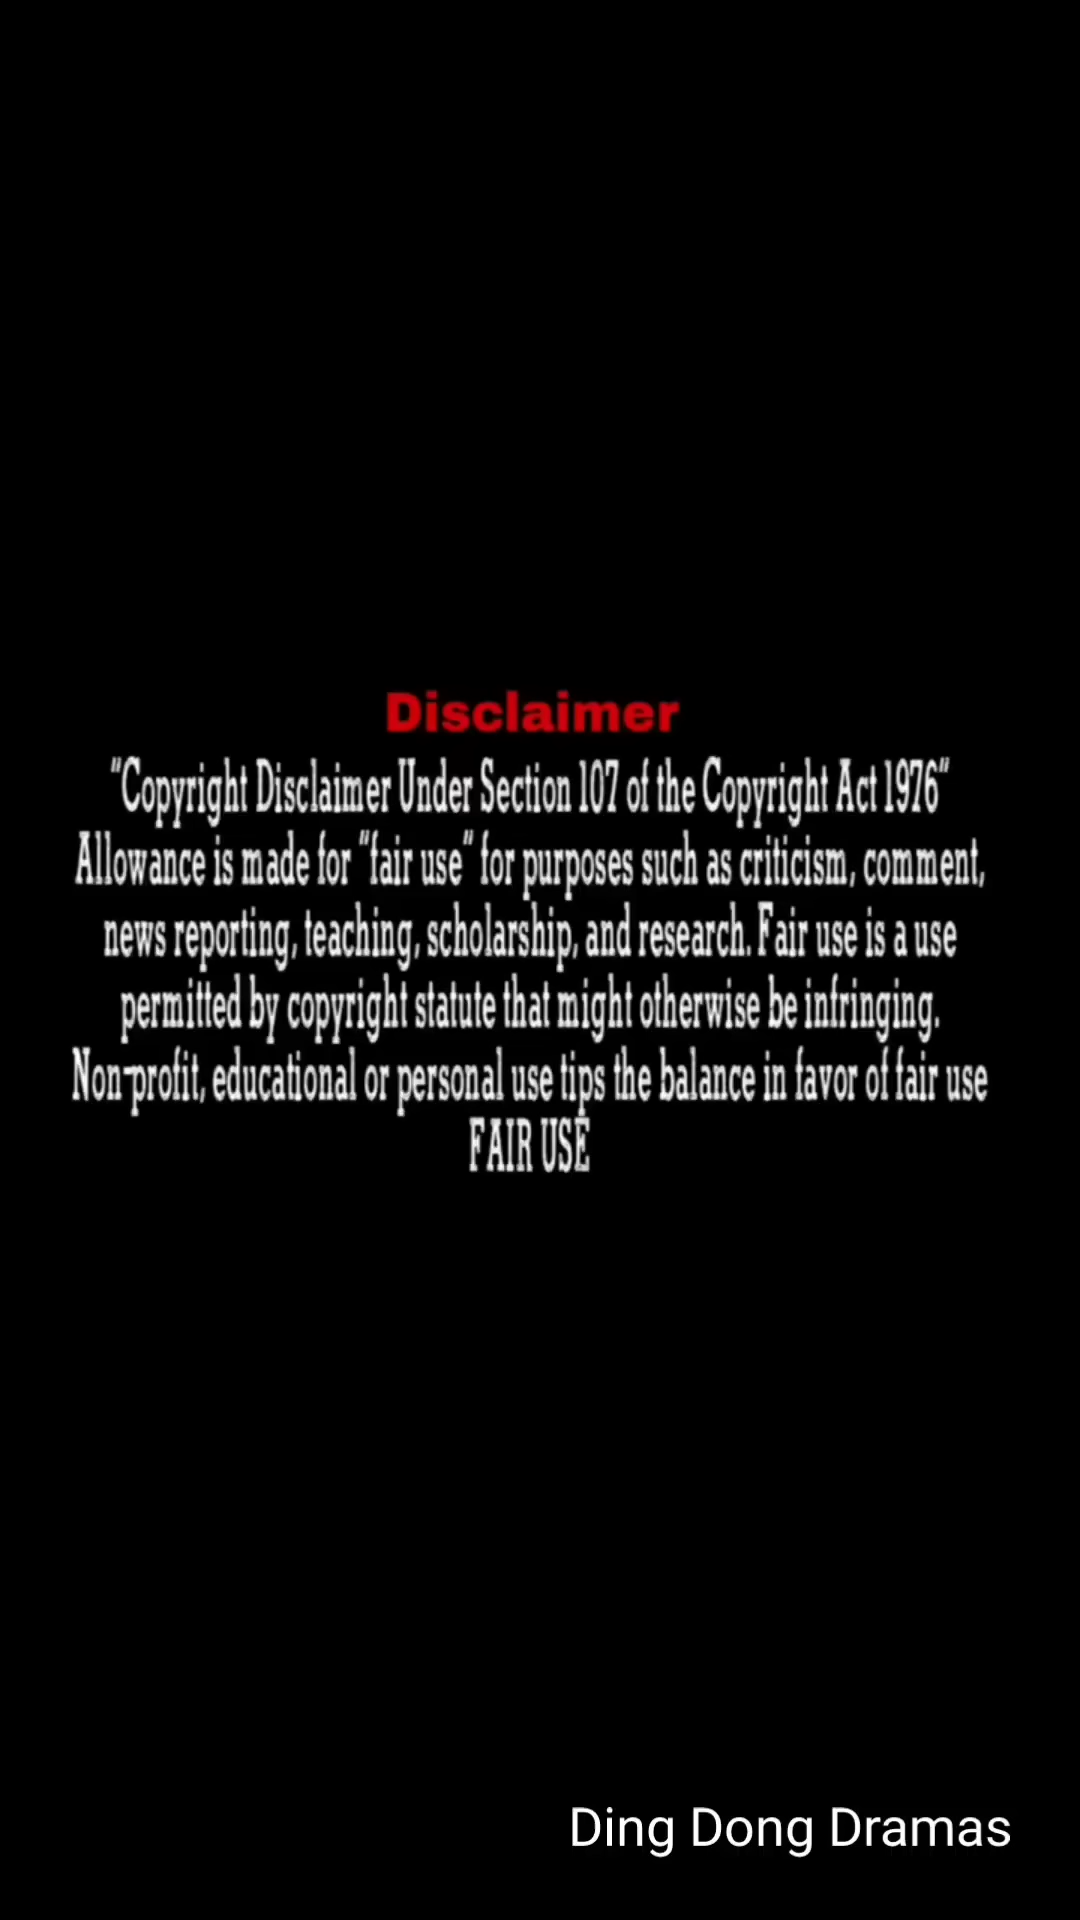 Disclaimer
"Copyright Disclaimer Under Section 107 of the Copyright Act 1976"
Allowance is made for "fair use" for purposes such as criticism, comment,
news reporting, teaching, scholarship, and research. Fair use is a use
permitted by copyright statute that might otherwise be infringing.
Non-profit, educational or personal use tips the balance in favor of fair use
FAIR USE
Ding Dong Dramas